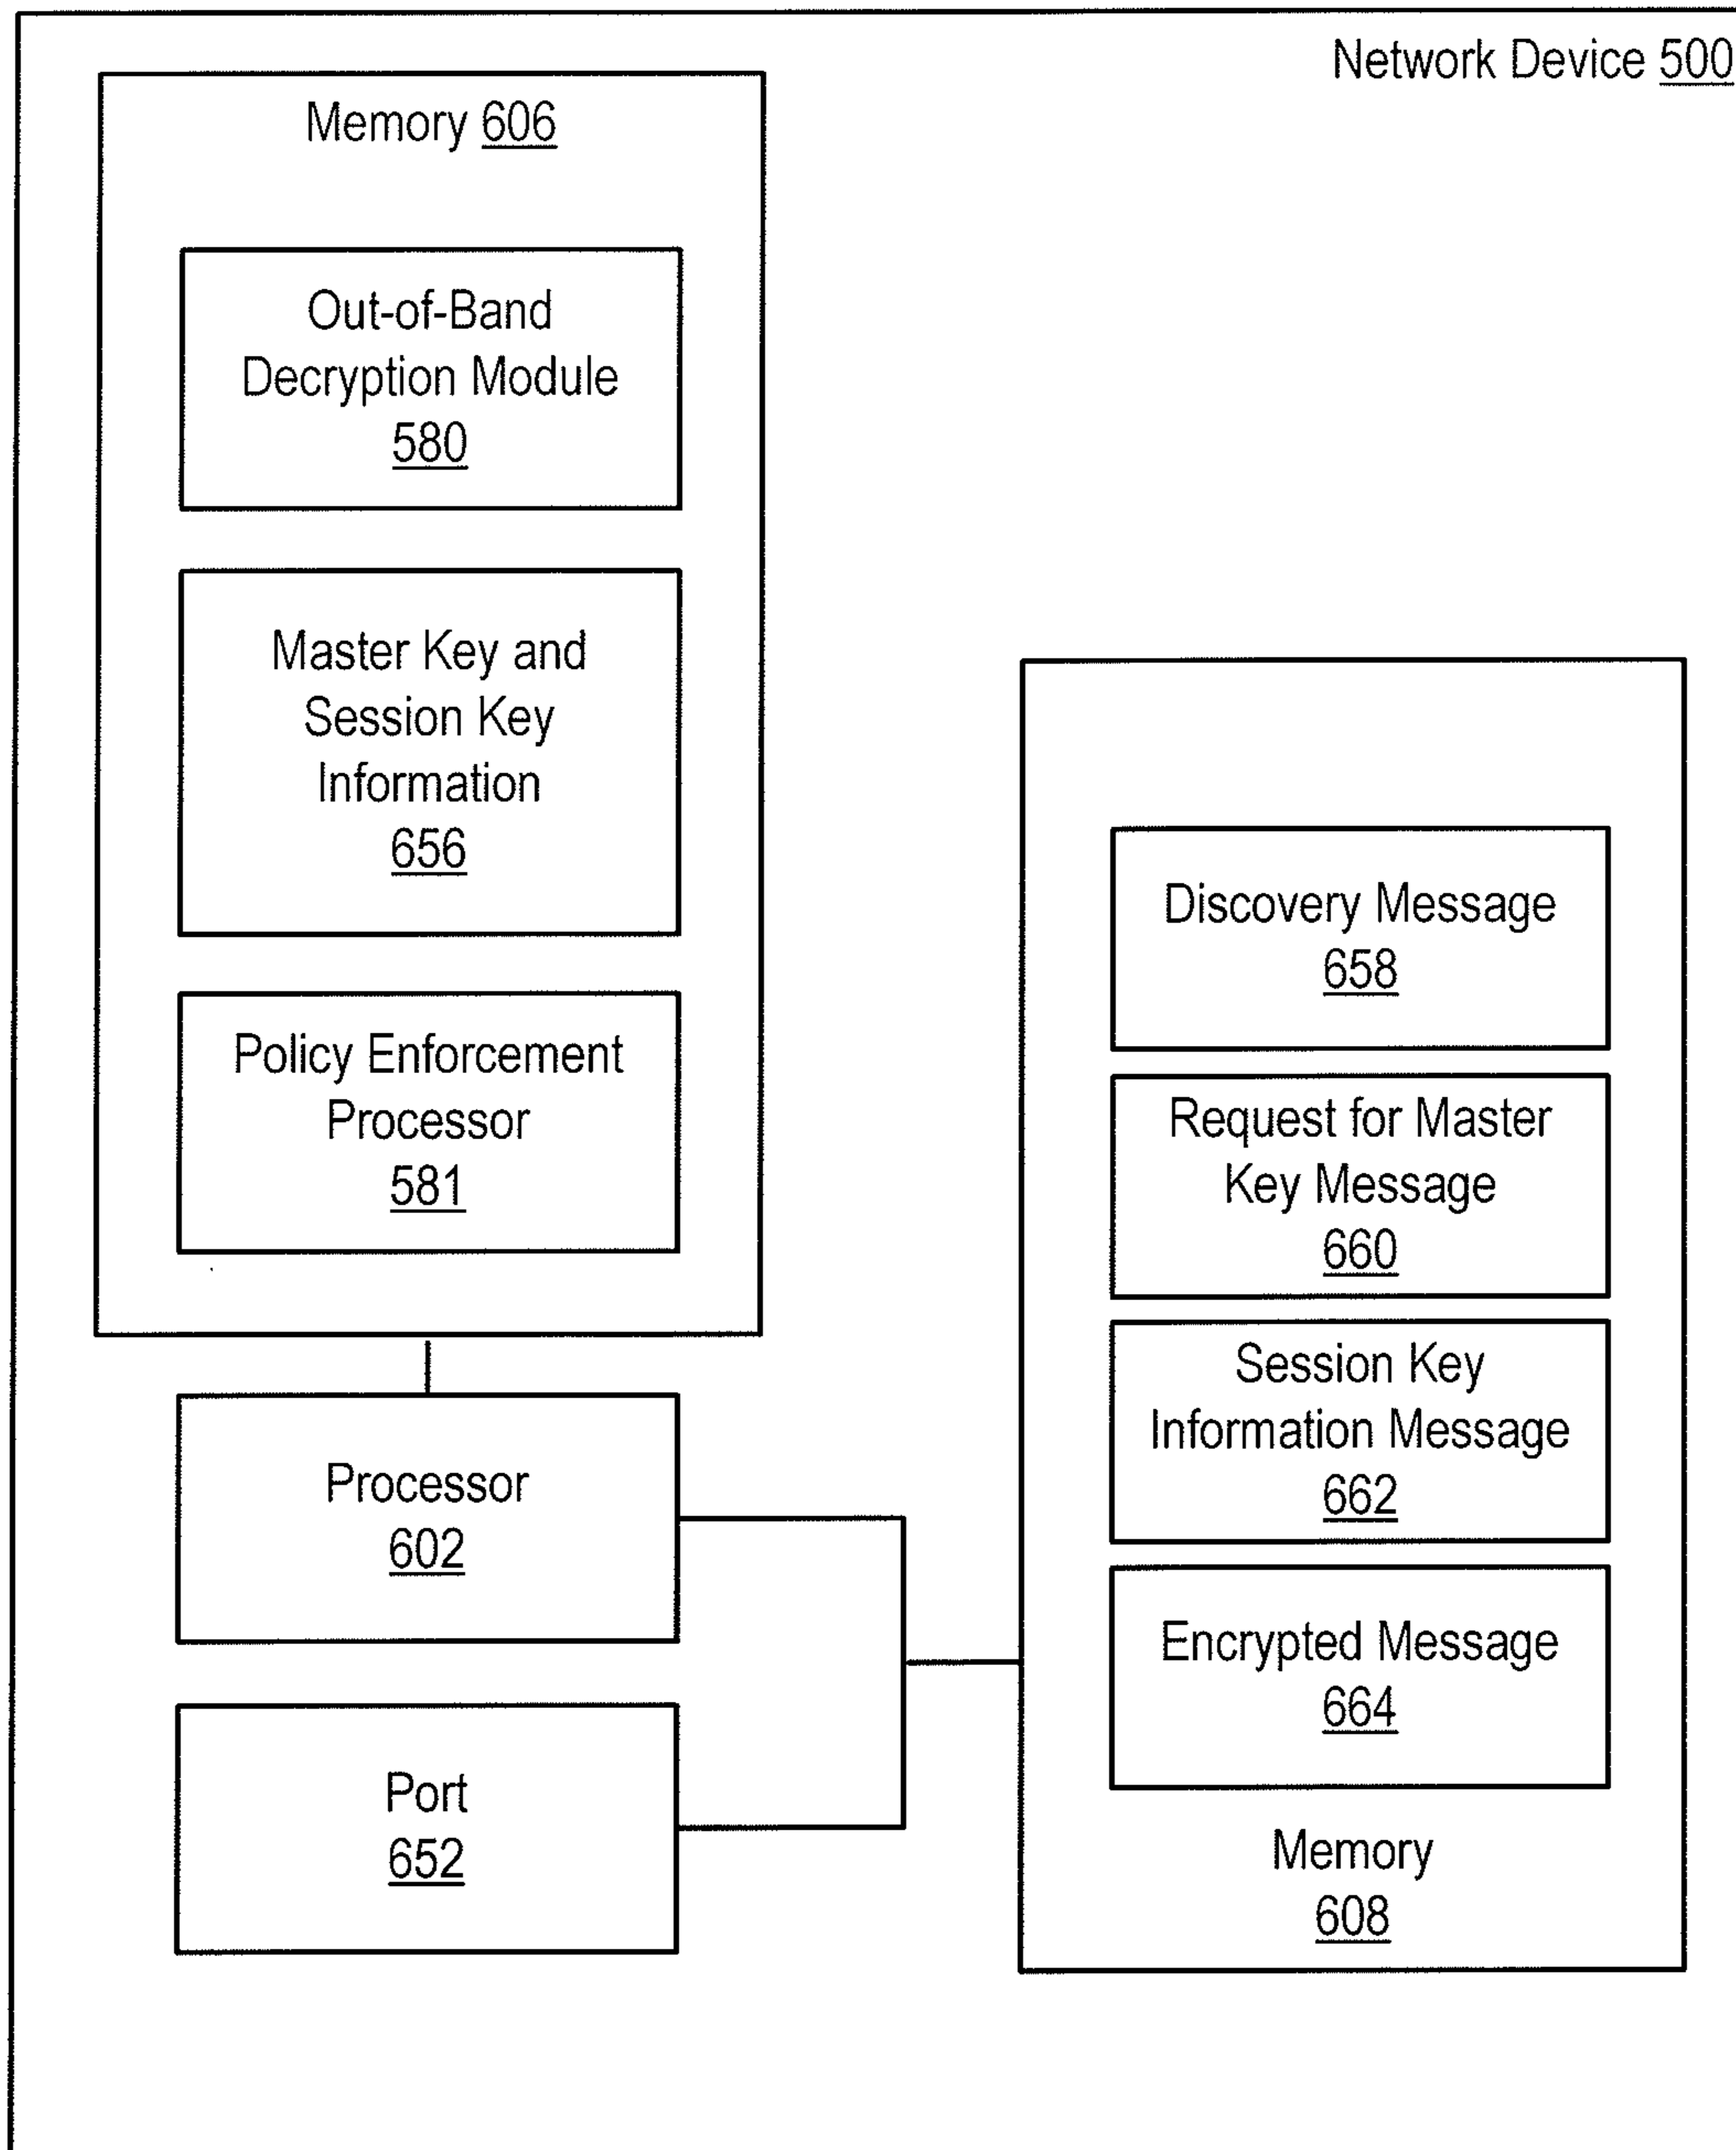 Network Device 500
Memory 606
Out-of-Band
Decryption Module
580
Master Key and
Session Key
Information
656
Policy Enforcement
Processor
581
Processor
602
Port
652
Discovery Message
658
Request for Master
Key Message
660
Session Key
Information Message
662
Encrypted Message
664
Memory
608